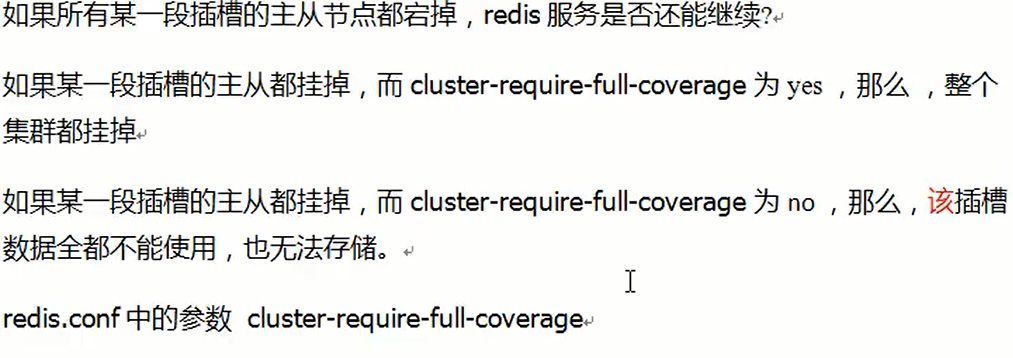 如果所有某一段插槽的主从节点都宕掉，redis 服务是否还能继续?
如果某一段插槽的主从都挂掉，而 cluster-require-full-coverage 为 yes ，那么 ，整个
集群都挂掉
如果某一段插槽的主从都挂掉，而 cluster-require-full-coverage 为 no ，那么，该插槽
数据全都不能使用，也无法存储。
redis.conf 中的参数 cluster-require-full-coverage